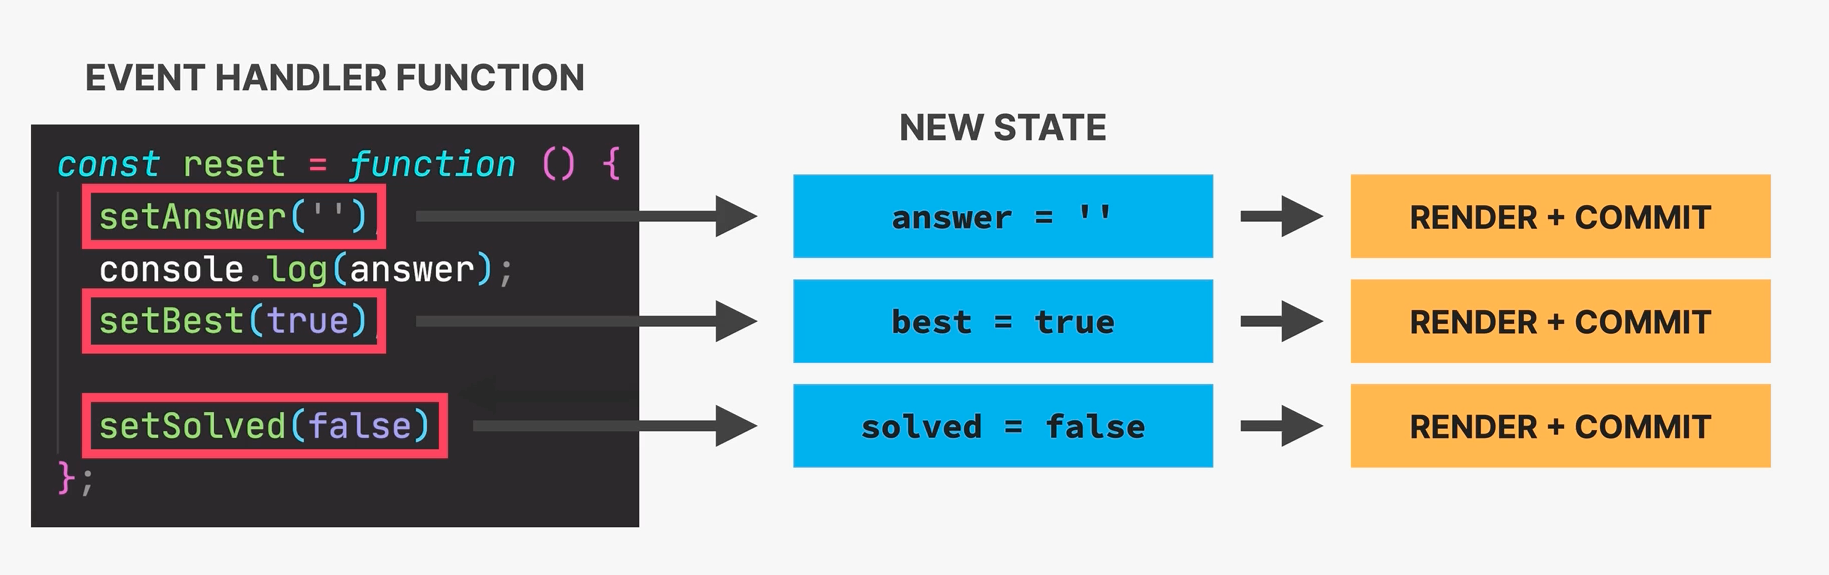 EVENT HANDLER FUNCTION
const reset = function () {
setAnswer('')
console.log(answer);
setBest(true)
setSolved(false)
};
NEW STATE
answer = ''
best = true
solved = false
RENDER + COMMIT
RENDER + COMMIT
RENDER + COMMIT